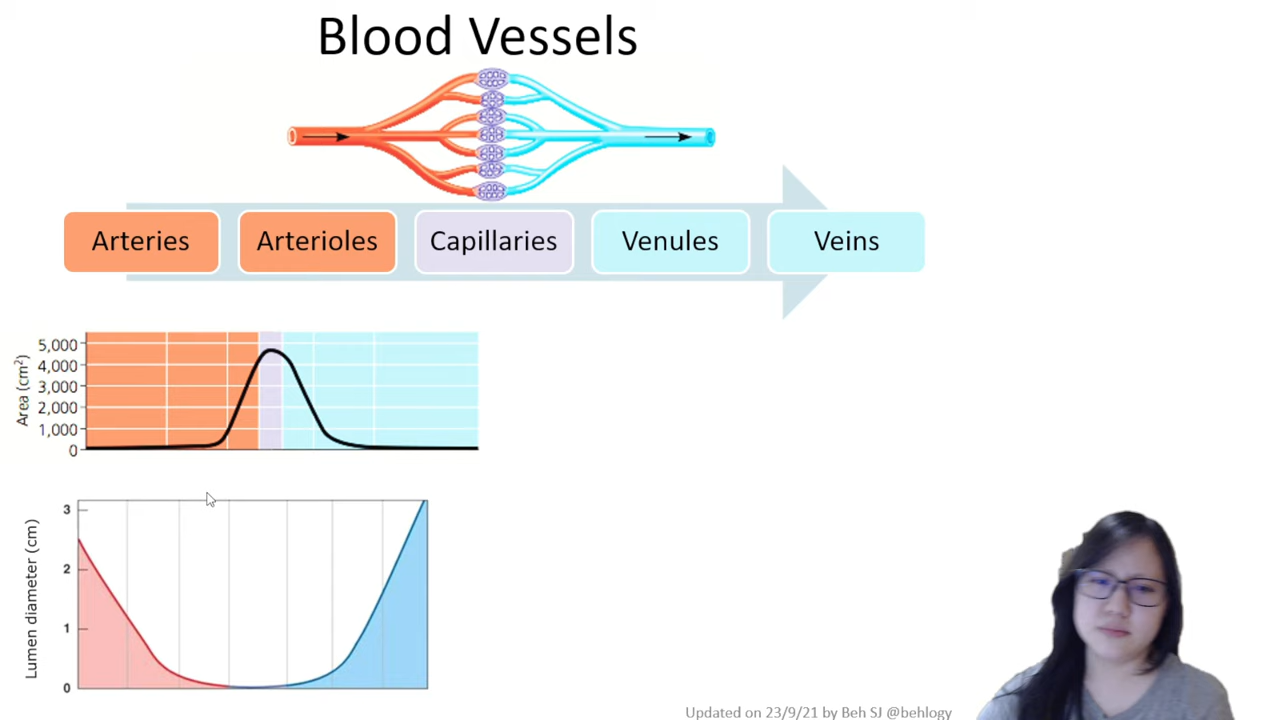 Blood Vessels
Arteries
Arterioles
Capillaries
Venules
Veins
Area (cm²)
5,000
4,000
3,000
2,000
1,000
0
Lumen diameter (cm)
3
2
1
0
Updated on 23/9/21 by Beh SJ @behlogy